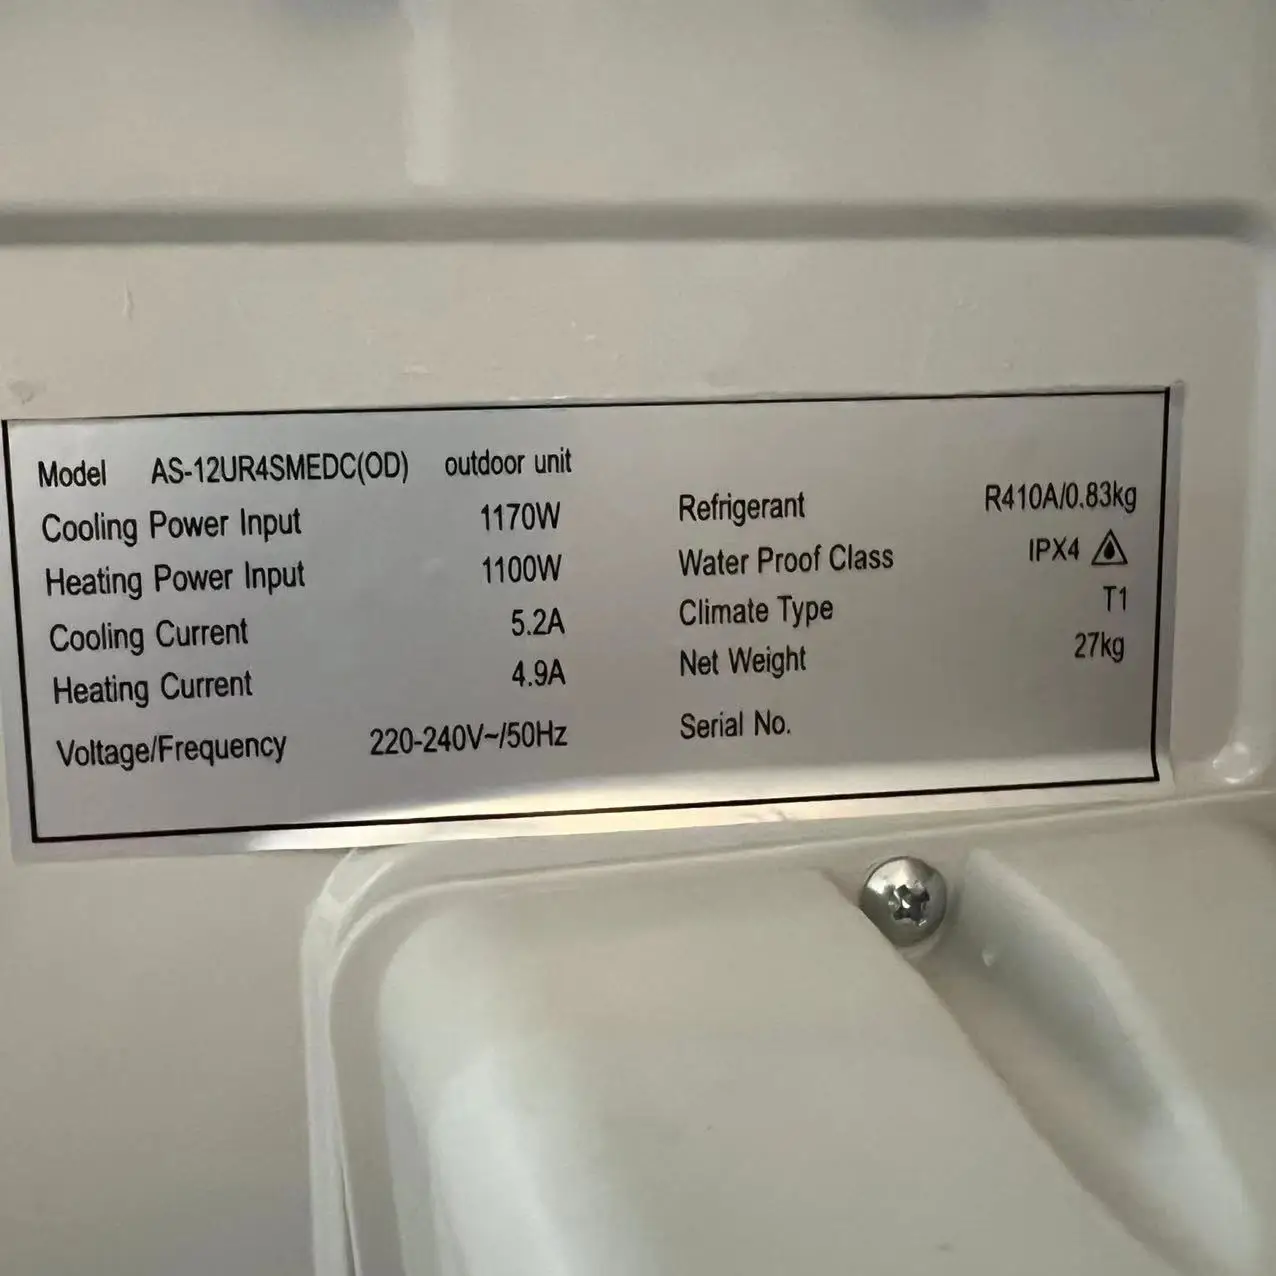 Model AS-12UR4SMEDC(OD) outdoor unit
Cooling Power Input 1170W
Heating Power Input 1100W
Cooling Current 5.2A
Heating Current 4.9A
Voltage/Frequency 220-240V~/50Hz
Refrigerant R410A/0.83kg
Water Proof Class IPX4
Climate Type T1
Net Weight 27kg
Serial No.